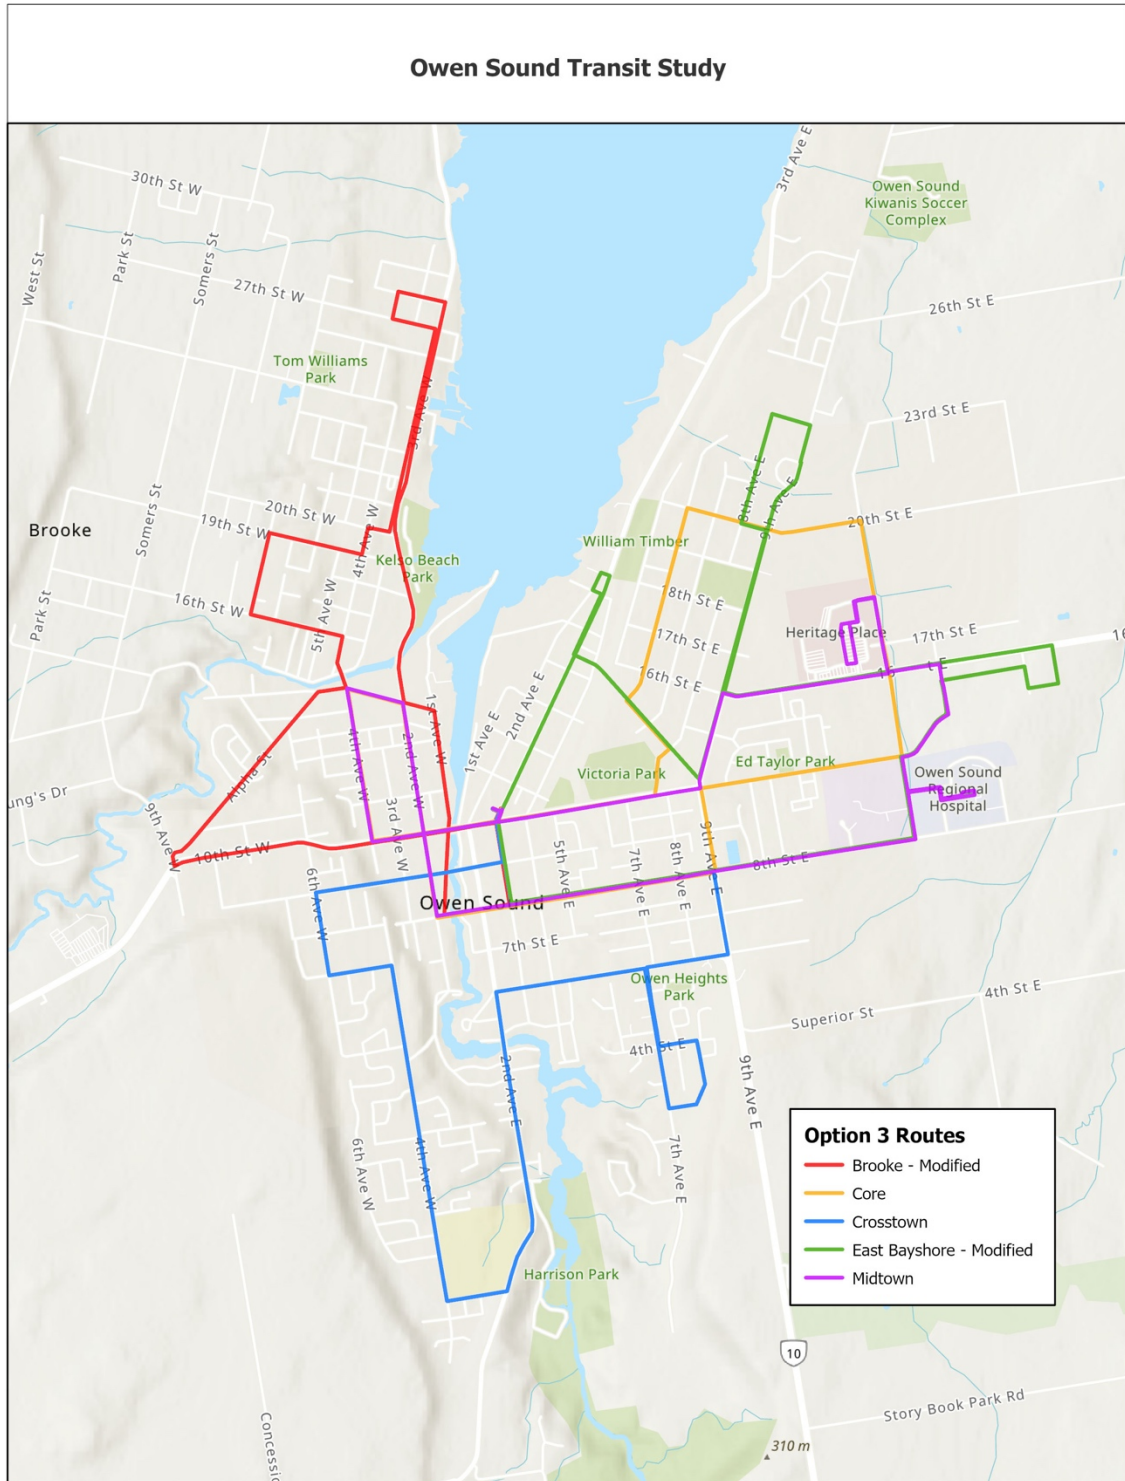 Owen Sound Transit Study
3rd Ave E
30th St W
Owen Sound
Kiwanis Soccer
Complex
Park St
Somers St
West St
27th St W
26th St E
Tom Williams
Park
3rd Ave W
23rd St E
8th Ave E
9th Ave E
20th St W
19th St W
Somers St
4th Ave W
20th St E
Brooke
William Timber
Kelso Beach
Park
16th St W
5th Ave W
Park St
18th St E
17th St E
Heritage Place
17th St E
16th St E
2nd Ave E
1st Ave W
1st Ave E
Alpha St
4th Ave W
2nd Ave W
Victoria Park
Ed Taylor Park
Owen Sound
Regional
Hospital
9th Ave W
3rd Ave W
10th St W
5th Ave E
7th Ave E
8th Ave E
9th Ave E
8th St E
6th Ave W
Owen Sound
7th St E
Owen Heights
Park
4th St E
Superior St
4th St E
2nd Ave E
9th Ave E
6th Ave W
4th Ave W
7th Ave E
Harrison Park
Option 3 Routes
Brooke - Modified
Core
Crosstown
East Bayshore - Modified
Midtown
10
Story Book Park Rd
310 m